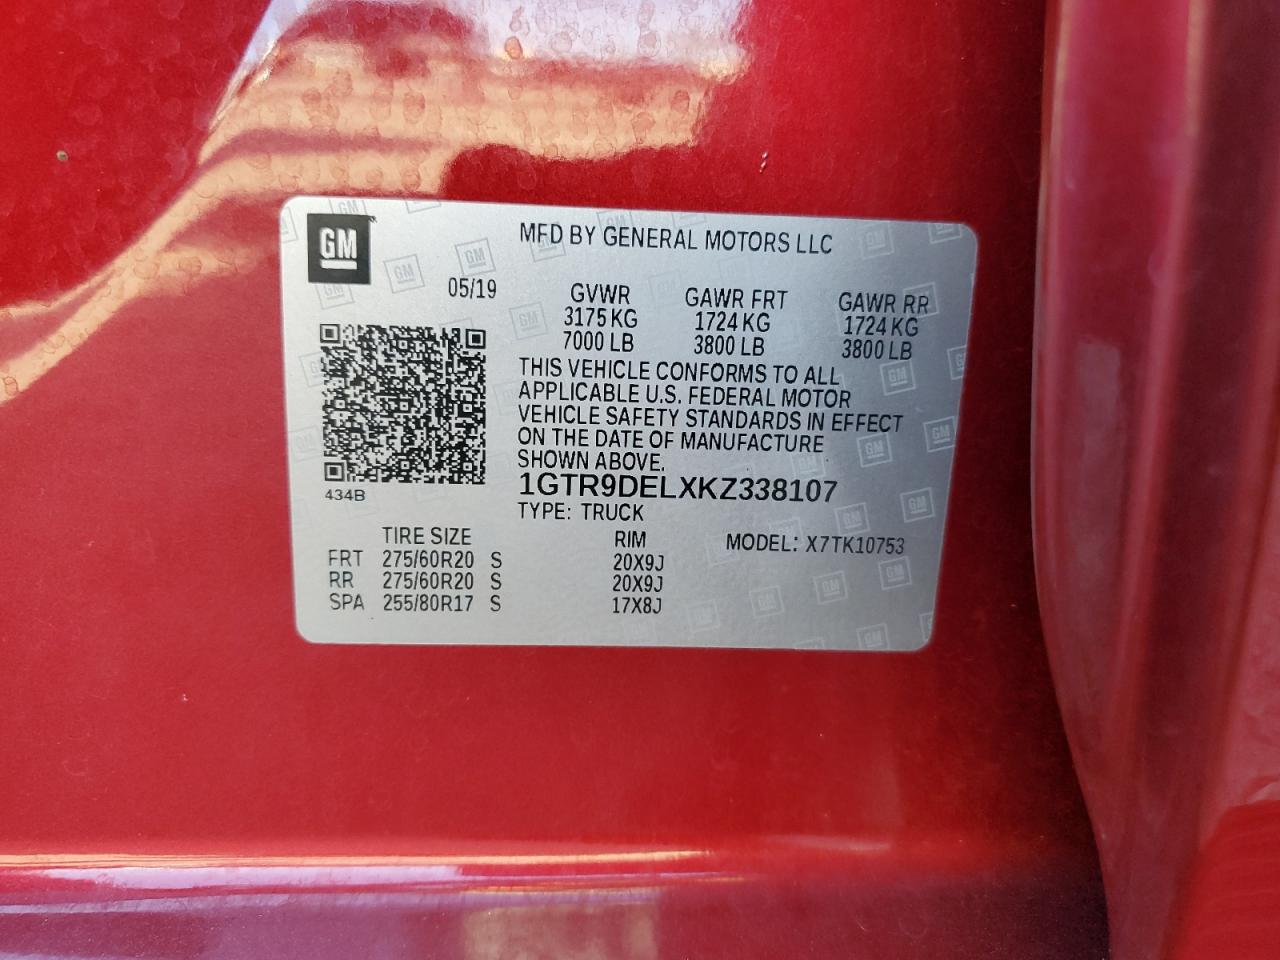 GM
MFD BY GENERAL MOTORS LLC
05/19
GVWR GAWR FRT GAWR RR
3175 KG 1724 KG 1724 KG
7000 LB 3800 LB 3800 LB
THIS VEHICLE CONFORMS TO ALL
APPLICABLE U.S. FEDERAL MOTOR
VEHICLE SAFETY STANDARDS IN EFFECT
ON THE DATE OF MANUFACTURE
SHOWN ABOVE.
434B
1GTR9DELXKZ338107
TYPE: TRUCK
TIRE SIZE RIM MODEL: X7TK10753
FRT 275/60R20 S 20X9J
RR 275/60R20 S 20X9J
SPA 255/80R17 S 17X8J